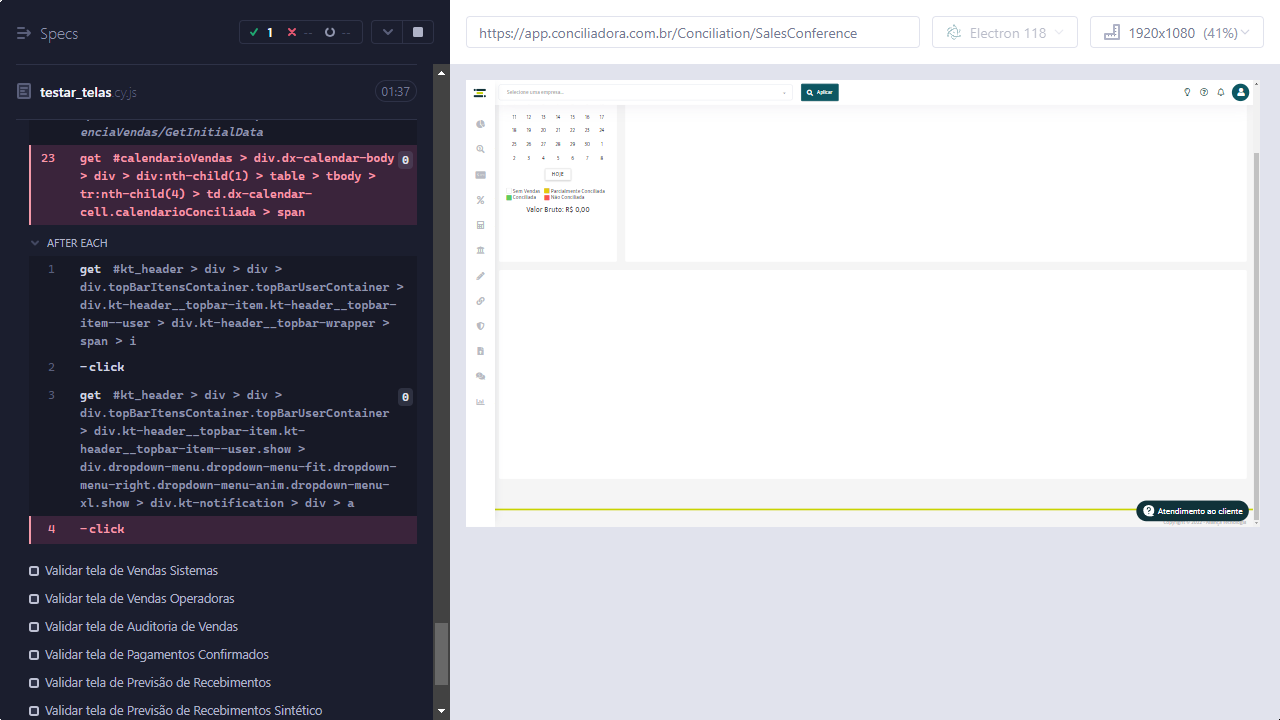 Specs
1
--
--
https://app.conciliadora.com.br/Conciliation/SalesConference
Electron 118
1920x1080 (41%)
testar_telas.cy.js
01:37
enciaVendas/GetInitialData
23 get #calendarioVendas > div.dx-calendar-body 0
> div > div:nth-child(1) > table > tbody >
tr:nth-child(4) > td.dx-calendar-
cell.calendarioConciliada > span
AFTER EACH
1 get #kt_header > div > div >
div.topBarItensContainer.topBarUserContainer >
div.kt-header__topbar-item.kt-header__topbar-
item--user > div.kt-header__topbar-wrapper >
span > i
2 -click
3 get #kt_header > div > div > 0
div.topBarItensContainer.topBarUserContainer
> div.kt-header__topbar-item.kt-
header__topbar-item--user.show >
div.dropdown-menu.dropdown-menu-fit.dropdown-
menu-right.dropdown-menu-anim.dropdown-menu-
xl.show > div.kt-notification > div > a
4 -click
Validar tela de Vendas Sistemas
Validar tela de Vendas Operadoras
Validar tela de Auditoria de Vendas
Validar tela de Pagamentos Confirmados
Validar tela de Previsão de Recebimentos
Validar tela de Previsão de Recebimentos Sintético
Selecione uma empresa...
Aplicar
11 12 13 14 15 16 17
18 19 20 21 22 23 24
25 26 27 28 29 30 1
2 3 4 5 6 7 8
HOJE
Sem Vendas Parcialmente Conciliada
Conciliada Não Conciliada
Valor Bruto: R$ 0,00
Atendimento ao cliente